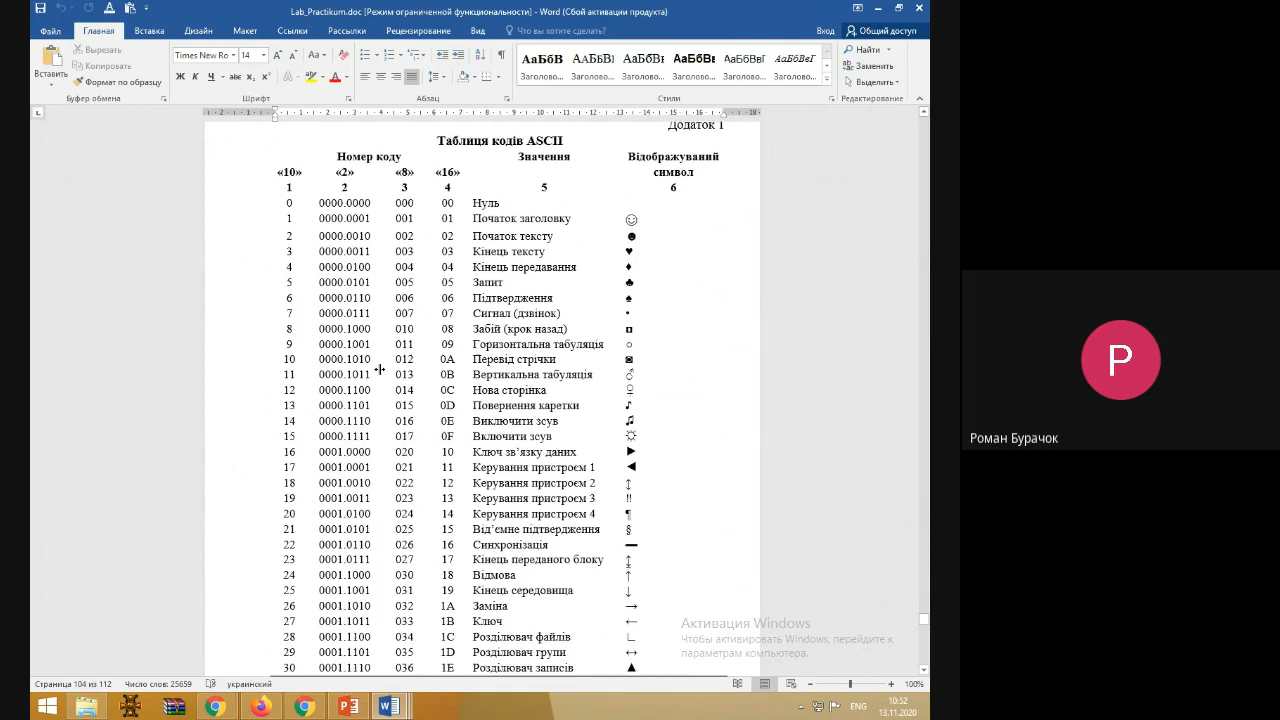 Lab_Practikum.doc [Режим ограниченной функциональности] - Word (Сбой активации продукта)
Файл Главная Вставка Дизайн Макет Ссылки Рассылки Рецензирование Вид Что вы хотите сделать? Вход Общий доступ
Вставить
Вырезать
Копировать
Формат по образцу
Буфер обмена
Times New Ro 14
Шрифт
Абзац
АаБбВ АаБбВвІ АаБбВв АаБбВв АаБбВвІ АаБбВвГ
Заголово... Заголово... Заголово... Заголово... Заголово... Заголово...
Стили
Найти
Заменить
Выделить
Редактирование
Додаток 1
Таблиця кодів ASCII
Номер коду Значення Відображуваний символ
«10» «2» «8» «16»
1 2 3 4 5 6
0 0000.0000 000 00 Нуль
1 0000.0001 001 01 Початок заголовку ☺
2 0000.0010 002 02 Початок тексту ☻
3 0000.0011 003 03 Кінець тексту ♥
4 0000.0100 004 04 Кінець передавання ♦
5 0000.0101 005 05 Запит ♣
6 0000.0110 006 06 Підтвердження ♠
7 0000.0111 007 07 Сигнал (дзвінок) •
8 0000.1000 010 08 Забій (крок назад) ◘
9 0000.1001 011 09 Горизонтальна табуляція ○
10 0000.1010 012 0A Перевід стрічки ◙
11 0000.1011 013 0B Вертикальна табуляція ♂
12 0000.1100 014 0C Нова сторінка ♀
13 0000.1101 015 0D Повернення каретки ♪
14 0000.1110 016 0E Виключити зсув ♫
15 0000.1111 017 0F Включити зсув ☼
16 0001.0000 020 10 Ключ зв’язку даних ►
17 0001.0001 021 11 Керування пристроєм 1 ◄
18 0001.0010 022 12 Керування пристроєм 2 ↕
19 0001.0011 023 13 Керування пристроєм 3 ‼
20 0001.0100 024 14 Керування пристроєм 4 ¶
21 0001.0101 025 15 Від’ємне підтвердження §
22 0001.0110 026 16 Синхронізація ▬
23 0001.0111 027 17 Кінець переданого блоку ↨
24 0001.1000 030 18 Відмова ↑
25 0001.1001 031 19 Кінець середовища ↓
26 0001.1010 032 1A Заміна →
27 0001.1011 033 1B Ключ ←
28 0001.1100 034 1C Розділювач файлів ∟
29 0001.1101 035 1D Розділювач групи ↔
30 0001.1110 036 1E Розділювач записів ▲
Активация Windows
Чтобы активировать Windows, перейдите к
параметрам компьютера.
Страница 104 из 112 Число слов: 25659 украинский 100%
ENG 10:52
13.11.2020
P
Роман Бурачок